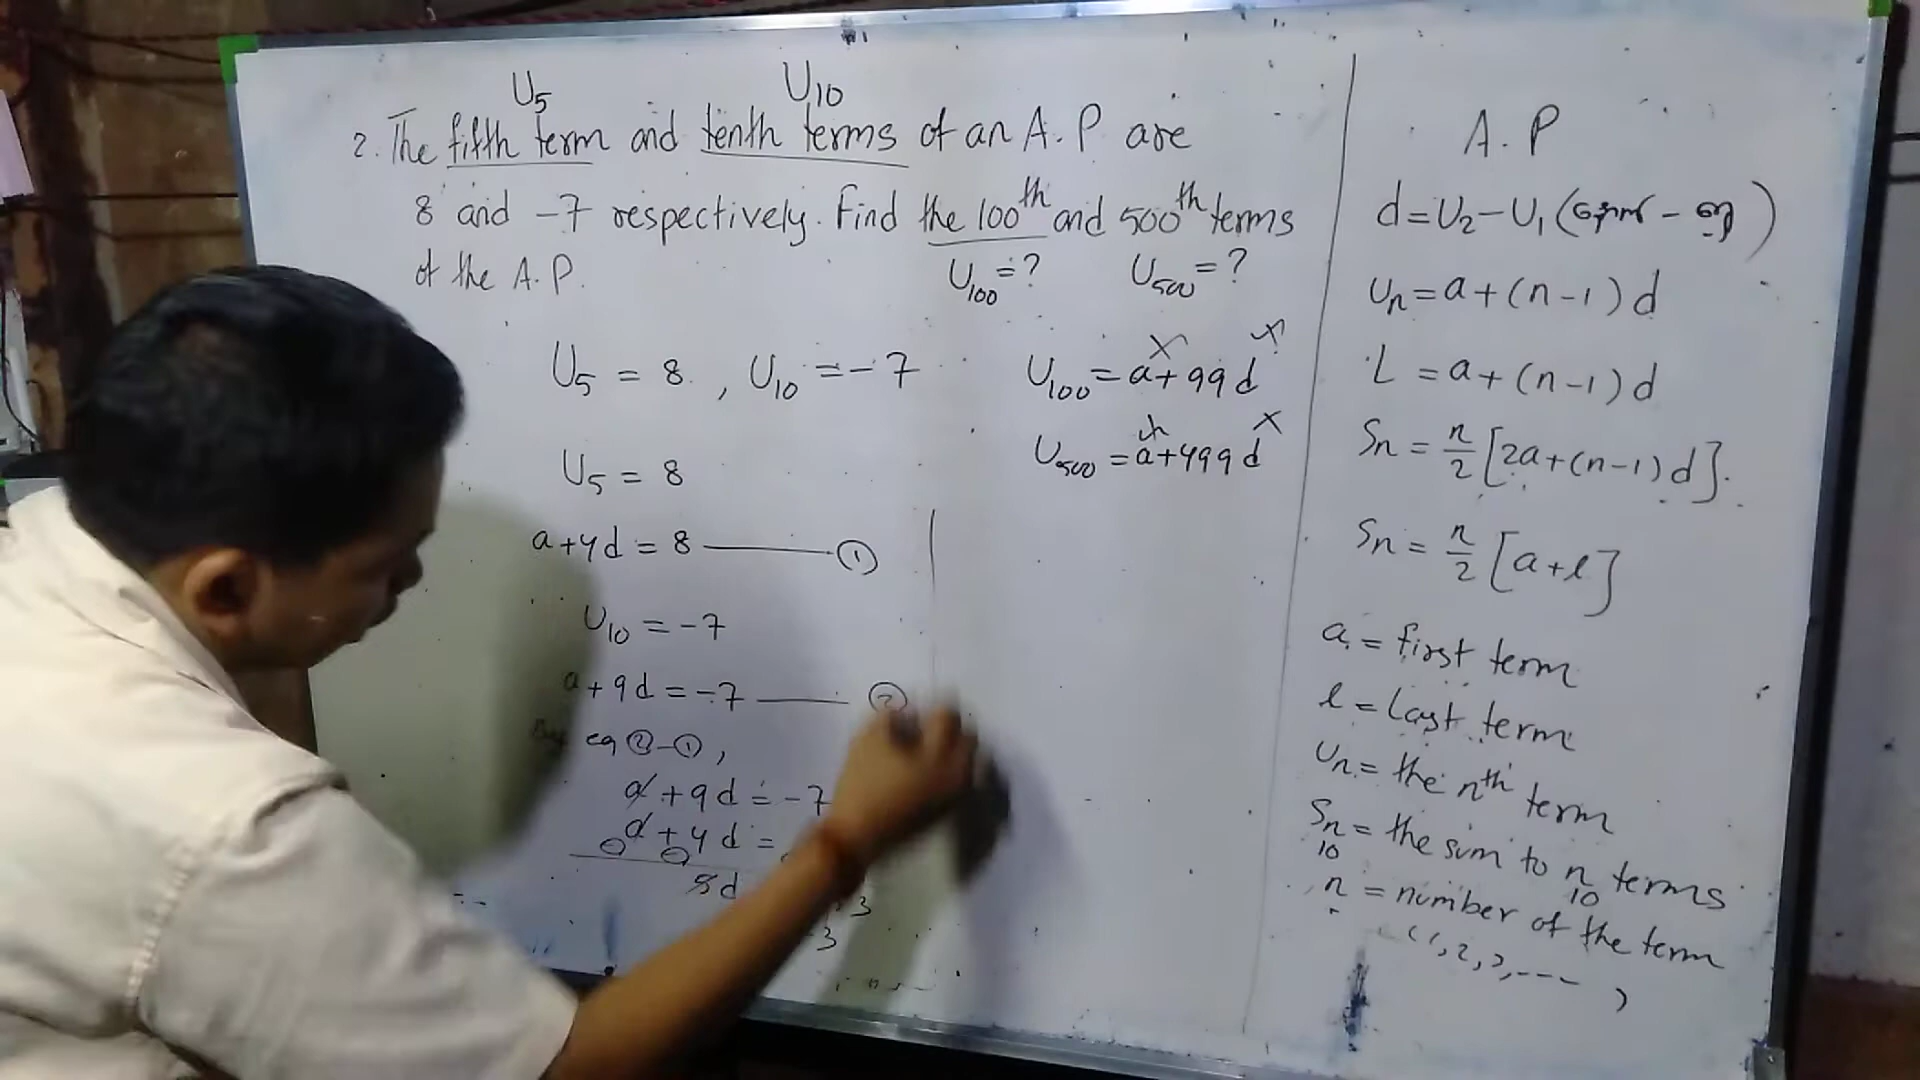 U5 U10
2. The fifth term and tenth terms of an A.P are
8 and -7 respectively. Find the 100th and 500th terms
of the A.P.
U100 = ? U500 = ?
U5 = 8 , U10 = -7
U5 = 8
a+4d = 8 ——— ①
U10 = -7
a+9d = -7 ——— ②
eq ②-①,
a+9d = -7
a+4d =
5d
3
-3
U100 = a+99d
U500 = a+499d
A.P
d = U2 - U1
Un = a+(n-1)d
L = a+(n-1)d
Sn = n/2 [2a+(n-1)d].
Sn = n/2 [a+l]
a = first term
l = last term
Un = the nth term
Sn = the sum to n terms
10 10
n = number of the term
(1,2,3,--- )